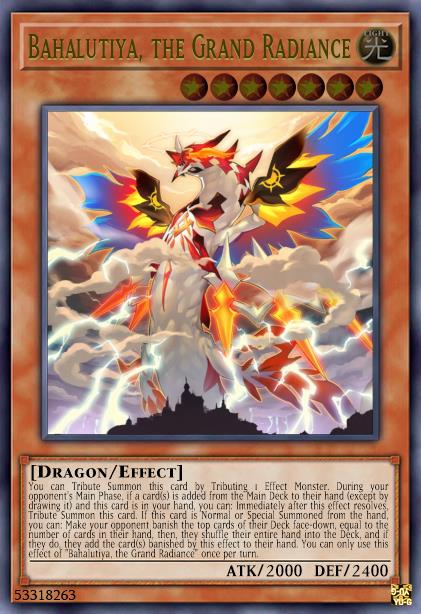 BAHALUTIYA, THE GRAND RADIANCE
LIGHT
光
[DRAGON/EFFECT]
You can Tribute Summon this card by Tributing 1 Effect Monster. During your
opponent's Main Phase, if a card(s) is added from the Main Deck to their hand (except by
drawing it) and this card is in your hand, you can: Immediately after this effect resolves,
Tribute Summon this card. If this card is Normal or Special Summoned from the hand,
you can: Make your opponent banish the top cards of their Deck face-down, equal to the
number of cards in their hand, then, they shuffle their entire hand into the Deck, and if
they do, they add the card(s) banished by this effect to their hand. You can only use this
effect of "Bahalutiya, the Grand Radiance" once per turn.
ATK/2000 DEF/2400
53318263